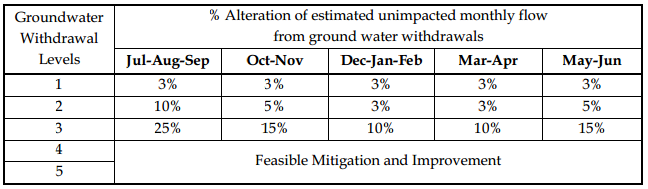 Groundwater Withdrawal Levels
% Alteration of estimated unimpacted monthly flow
from ground water withdrawals
Jul-Aug-Sep Oct-Nov Dec-Jan-Feb Mar-Apr May-Jun
1 3% 3% 3% 3% 3%
2 10% 5% 3% 3% 5%
3 25% 15% 10% 10% 15%
4
Feasible Mitigation and Improvement
5